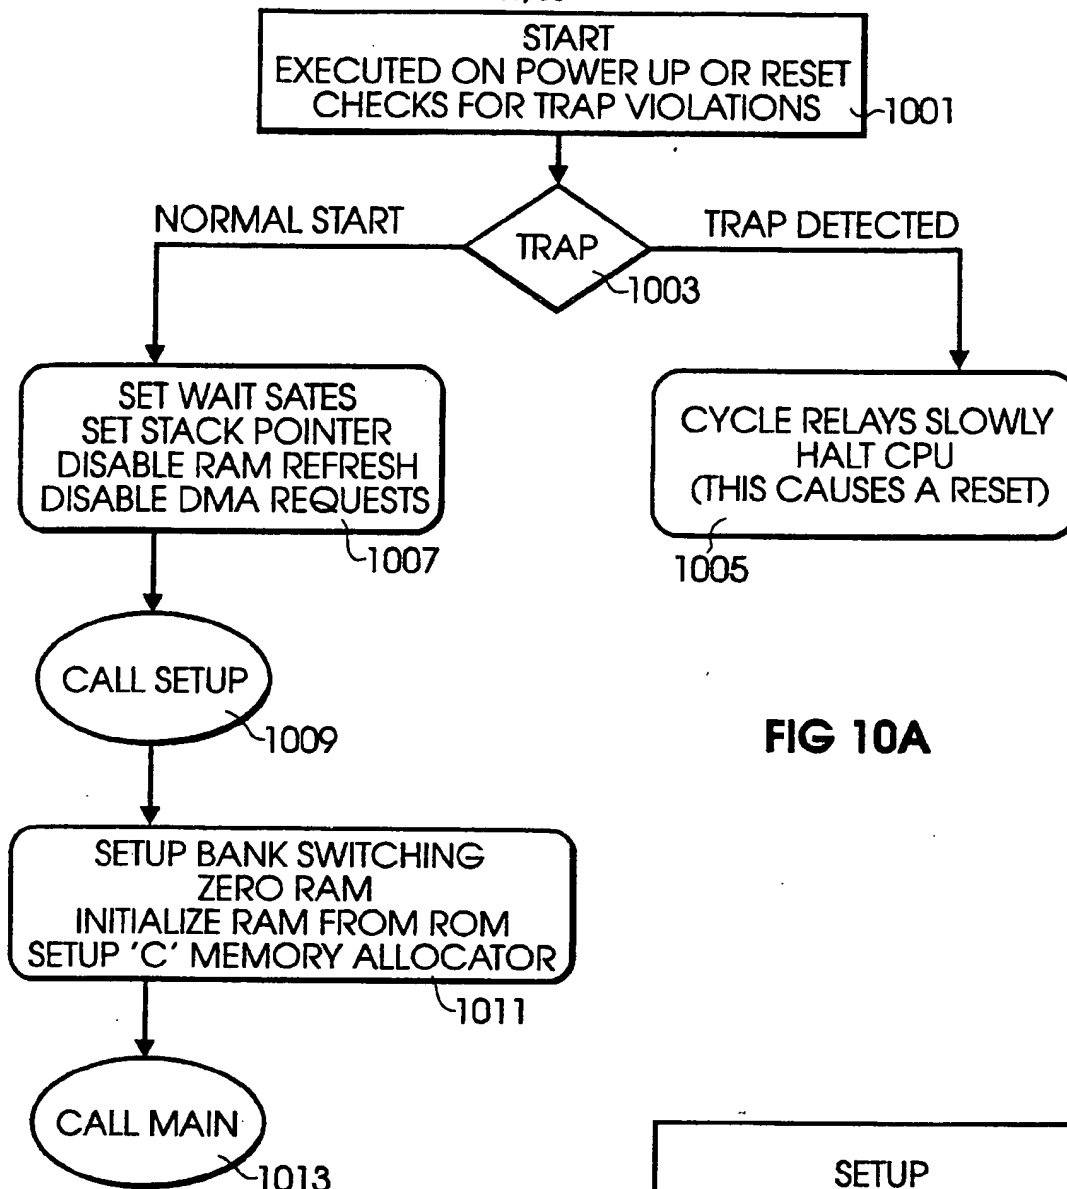 START
EXECUTED ON POWER UP OR RESET
CHECKS FOR TRAP VIOLATIONS
1001
NORMAL START
TRAP DETECTED
TRAP
1003
SET WAIT SATES
SET STACK POINTER
DISABLE RAM REFRESH
DISABLE DMA REQUESTS
1007
CYCLE RELAYS SLOWLY
HALT CPU
(THIS CAUSES A RESET)
1005
CALL SETUP
1009
FIG 10A
SETUP BANK SWITCHING
ZERO RAM
INITIALIZE RAM FROM ROM
SETUP 'C' MEMORY ALLOCATOR
1011
CALL MAIN
1013
SETUP